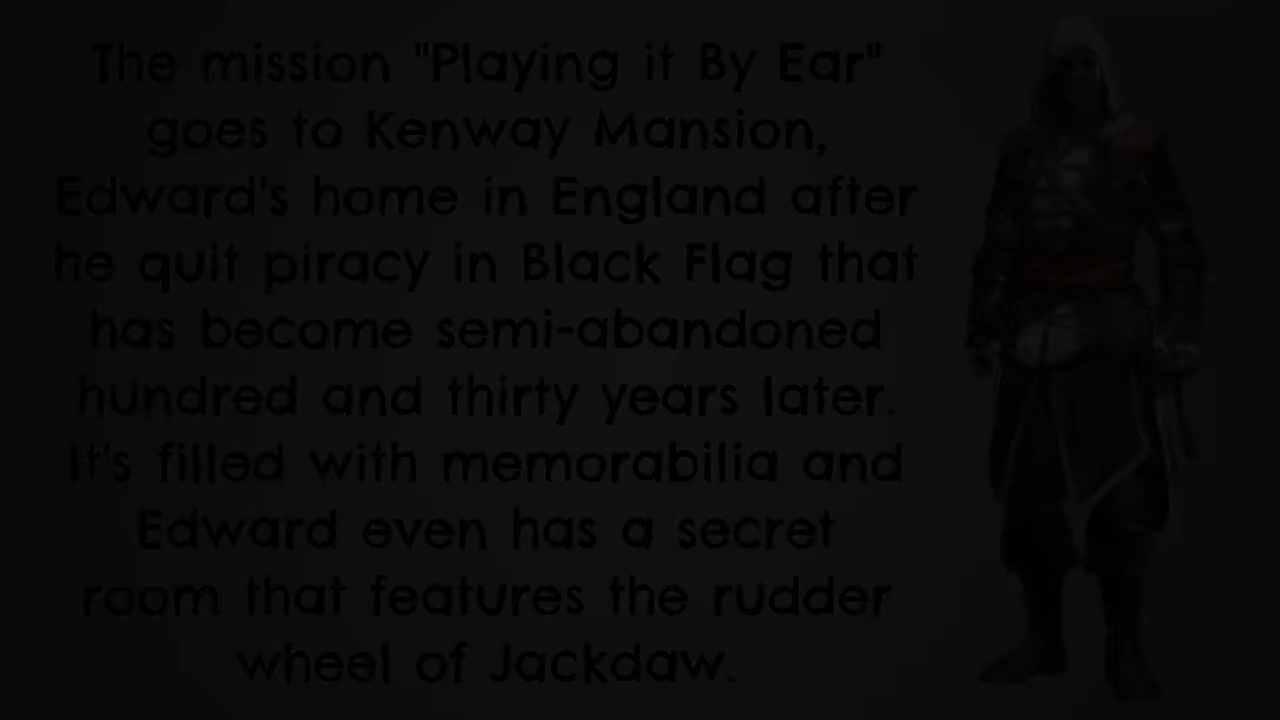 The mission "Playing it By Ear"
goes to Kenway Mansion,
Edward's home in England after
he quit piracy in Black Flag that
has become semi-abandoned
hundred and thirty years later.
It's filled with memorabilia and
Edward even has a secret
room that features the rudder
wheel of Jackdaw.